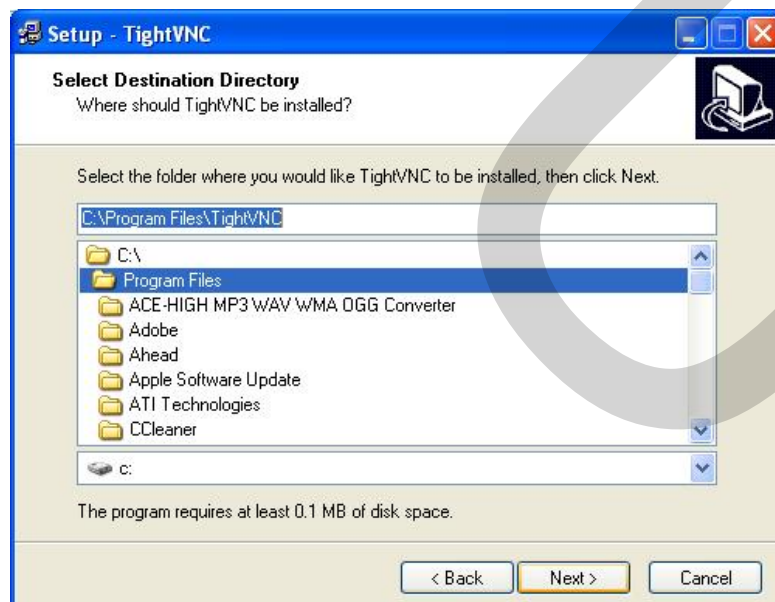 Setup - TightVNC
Select Destination Directory
Where should TightVNC be installed?
Select the folder where you would like TightVNC to be installed, then click Next.
C:\Program Files\TightVNC
C:\
Program Files
ACE-HIGH MP3 WAV WMA OGG Converter
Adobe
Ahead
Apple Software Update
ATI Technologies
CCleaner
c:
The program requires at least 0.1 MB of disk space.
< Back Next > Cancel